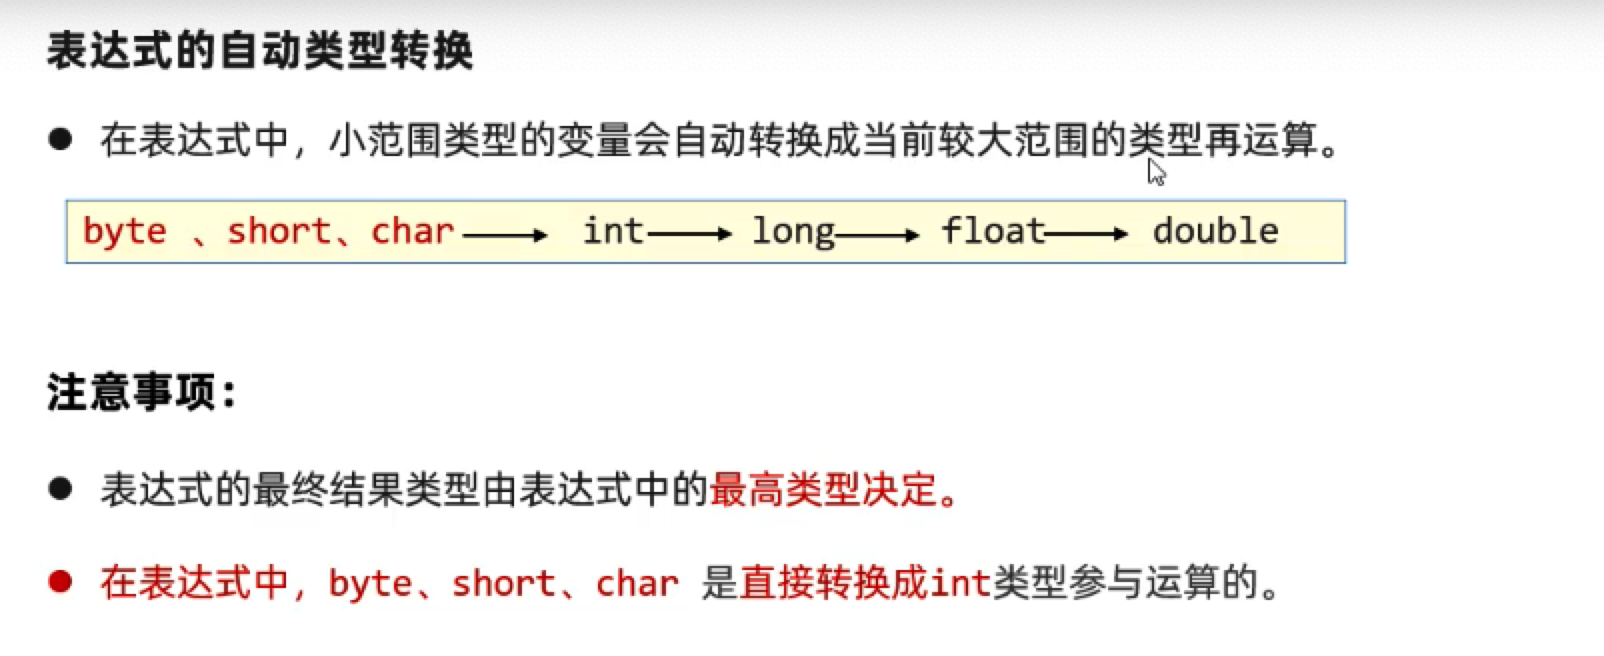 表达式的自动类型转换
● 在表达式中，小范围类型的变量会自动转换成当前较大范围的类型再运算。
byte 、short、char → int → long → float → double
注意事项：
● 表达式的最终结果类型由表达式中的最高类型决定。
● 在表达式中，byte、short、char 是直接转换成int类型参与运算的。